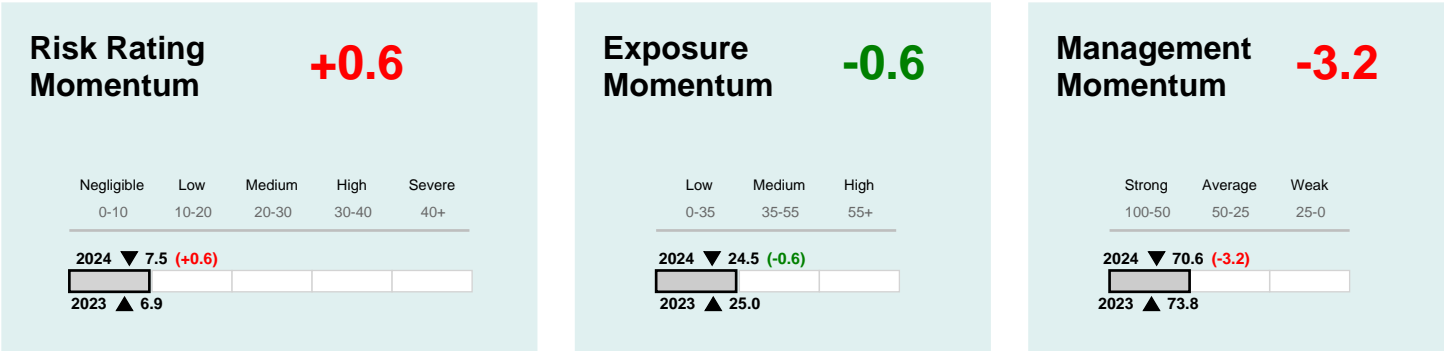 Risk Rating
Momentum
+0.6
Negligible Low Medium High Severe
0-10 10-20 20-30 30-40 40+
2024 ▼ 7.5 (+0.6)
2023 ▲ 6.9
Exposure
Momentum
-0.6
Low Medium High
0-35 35-55 55+
2024 ▼ 24.5 (-0.6)
2023 ▲ 25.0
Management
Momentum
-3.2
Strong Average Weak
100-50 50-25 25-0
2024 ▼ 70.6 (-3.2)
2023 ▲ 73.8